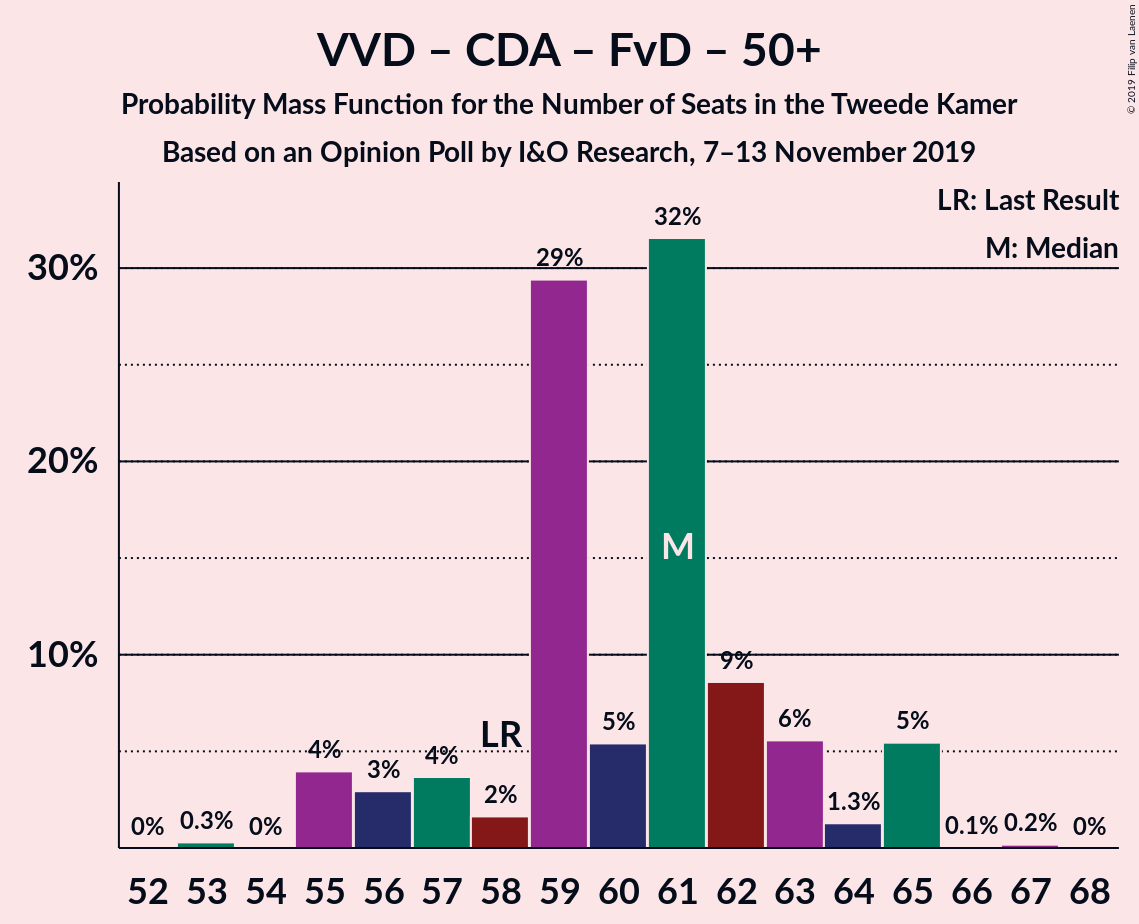 VVD – CDA – FvD – 50+
Probability Mass Function for the Number of Seats in the Tweede Kamer
Based on an Opinion Poll by I&O Research, 7–13 November 2019
© 2019 Filip van Laenen
LR: Last Result
M: Median
30%
20%
10%
0%
0.3%
0%
4%
3%
4%
2%
LR
29%
5%
32%
M
9%
6%
1.3%
5%
0.1%
0.2%
0%
52 53 54 55 56 57 58 59 60 61 62 63 64 65 66 67 68